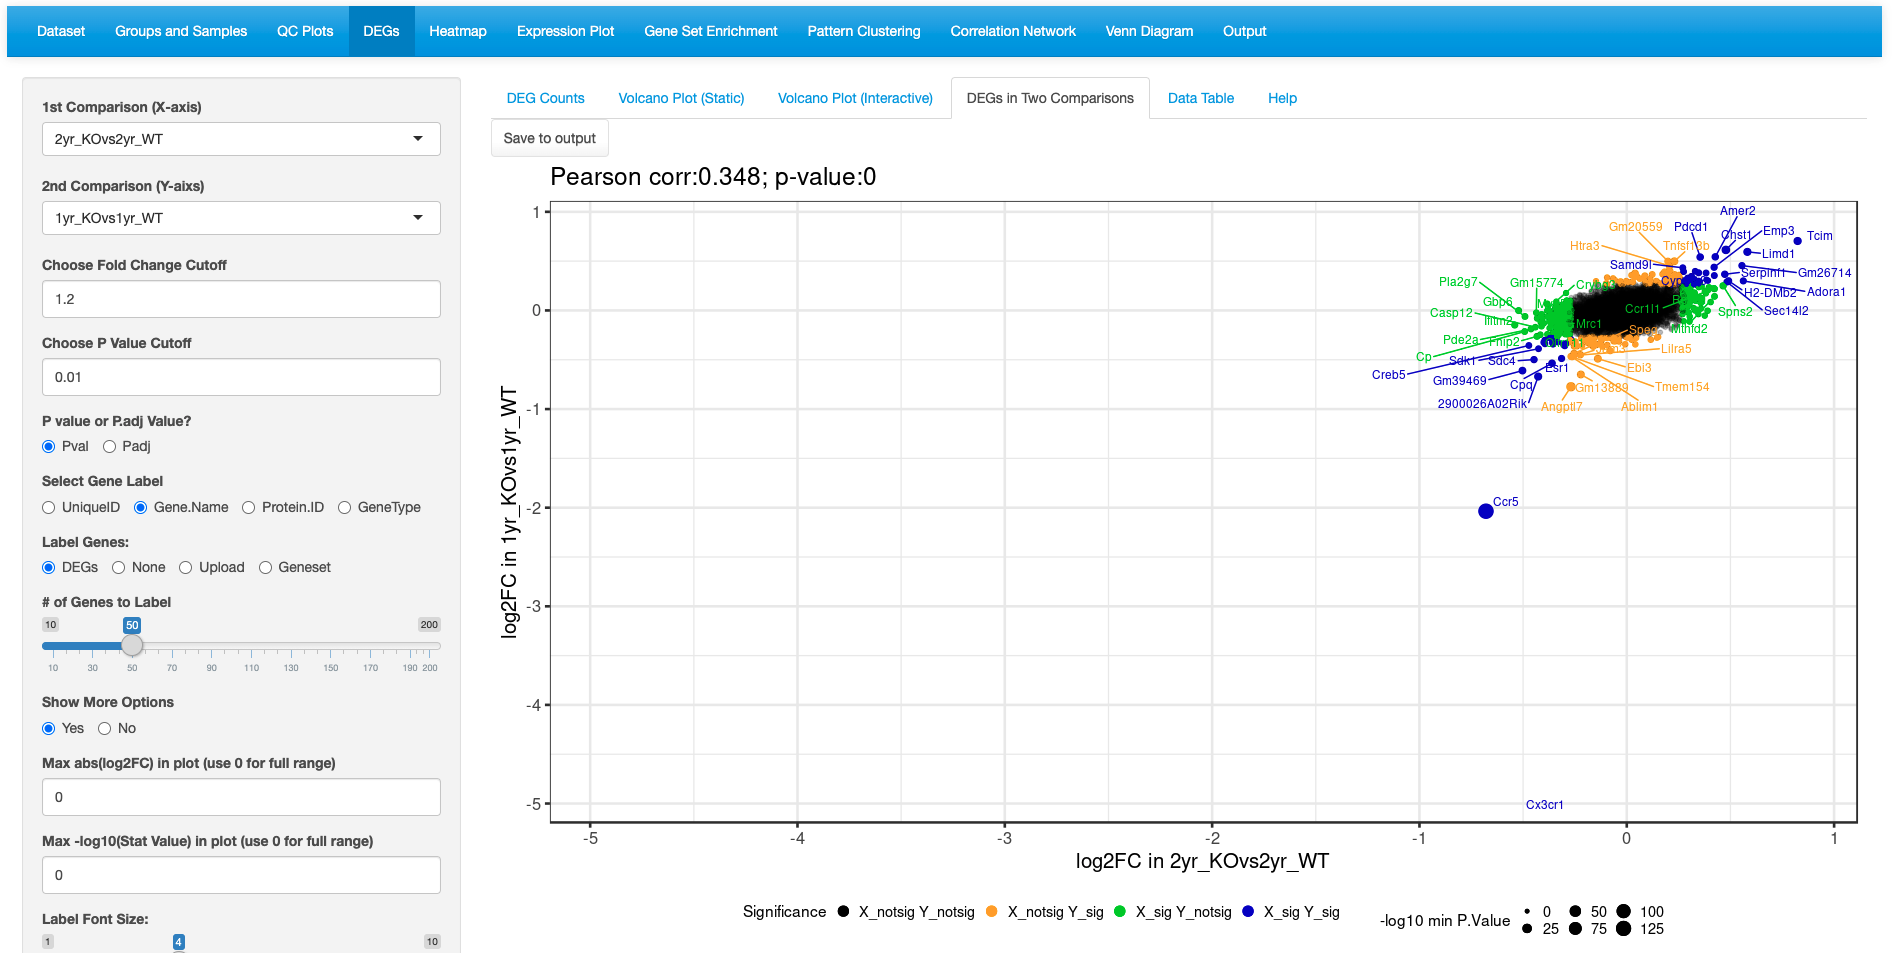 Dataset Groups and Samples QC Plots DEGs Heatmap Expression Plot Gene Set Enrichment Pattern Clustering Correlation Network Venn Diagram Output
1st Comparison (X-axis)
2yr_KOvs2yr_WT
2nd Comparison (Y-aixs)
1yr_KOvs1yr_WT
Choose Fold Change Cutoff
1.2
Choose P Value Cutoff
0.01
P value or P.adj Value?
Pval Padj
Select Gene Label
UniqueID Gene.Name Protein.ID GeneType
Label Genes:
DEGs None Upload Geneset
# of Genes to Label
10 50 200
10 30 50 70 90 110 130 150 170 190 200
Show More Options
Yes No
Max abs(log2FC) in plot (use 0 for full range)
0
Max -log10(Stat Value) in plot (use 0 for full range)
0
Label Font Size:
1 4 10
DEG Counts Volcano Plot (Static) Volcano Plot (Interactive) DEGs in Two Comparisons Data Table Help
Save to output
Pearson corr:0.348; p-value:0
log2FC in 1yr_KOvs1yr_WT
1
0
-1
-2
-3
-4
-5
Amer2
Gm20559 Pdcd1
Chst1 Emp3 Tcim
Htra3 Tnfsf13b
Limd1
Samd9l
Serpinf1 Gm26714
Pla2g7 Gm15774
H2-DMb2 Adora1
Gbp6
Casp12 Ccr1l1 Spns2 Sec14l2
Ifitm2 Mrc1
Mthfd2
Pde2a Fnip2
Lilra5
Cp Sdk1 Sdc4
Creb5 Esr1 Ebi3
Gm39469 Cpq Gm13889 Tmem154
2900026A02Rik Angptl7 Ablim1
Ccr5
Cx3cr1
-5 -4 -3 -2 -1 0 1
log2FC in 2yr_KOvs2yr_WT
Significance X_notsig Y_notsig X_notsig Y_sig X_sig Y_notsig X_sig Y_sig
-log10 min P.Value
0 50 100
25 75 125